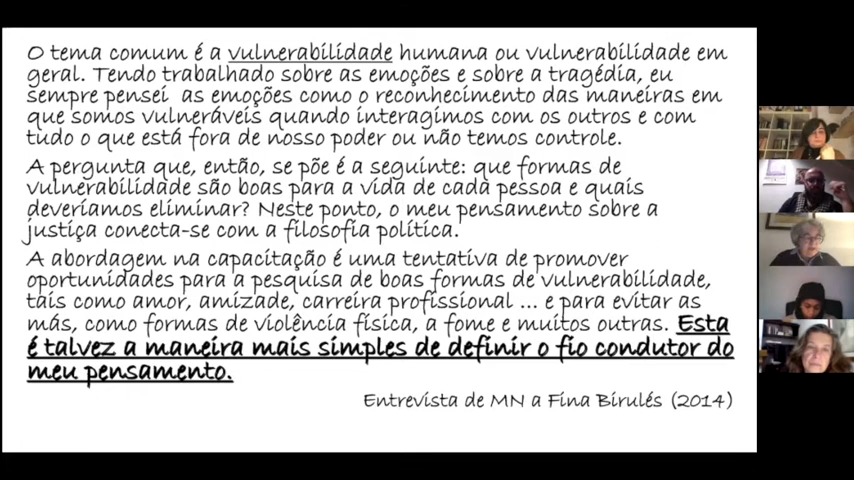 O tema comum é a vulnerabilidade humana ou vulnerabilidade em
geral. Tendo trabalhado sobre as emoções e sobre a tragédia, eu
sempre pensei as emoções como o reconhecimento das maneiras em
que somos vulneráveis quando interagimos com os outros e com
tudo o que está fora de nosso poder ou não temos controle.
A pergunta que, então, se põe é a seguinte: que formas de
vulnerabilidade são boas para a vida de cada pessoa e quais
deveríamos eliminar? Neste ponto, o meu pensamento sobre a
justiça conecta-se com a filosofia política.
A abordagem na capacitação é uma tentativa de promover
oportunidades para a pesquisa de boas formas de vulnerabilidade,
tais como amor, amizade, carreira profissional ... e para evitar as
más, como formas de violência física, a fome e muitos outras. Esta
é talvez a maneira mais simples de definir o fio condutor do
meu pensamento.
Entrevista de MN a Fina Birulés (2014)